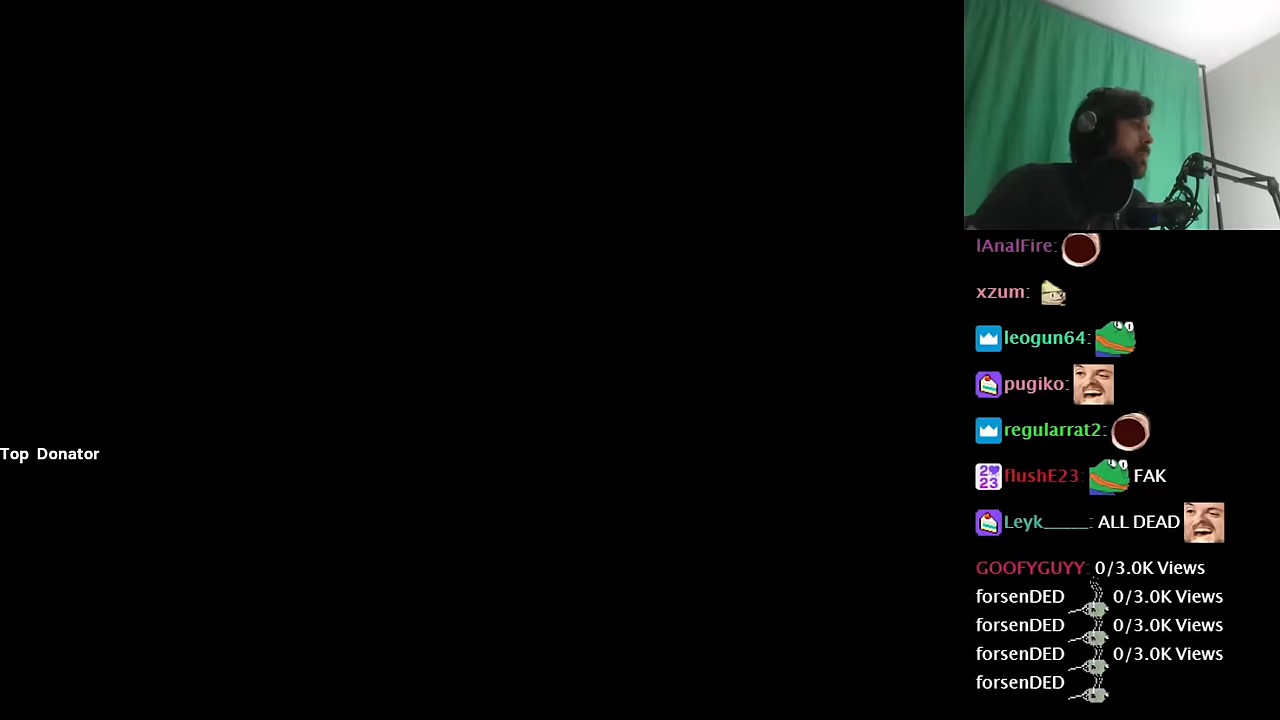 lAnalFire:
xzum:
leogun64:
pugiko:
regularrat2:
Top Donator
flushE23: FAK
Leyk_____: ALL DEAD
GOOFYGUYY: 0/3.0K Views
forsenDED 0/3.0K Views
forsenDED 0/3.0K Views
forsenDED 0/3.0K Views
forsenDED